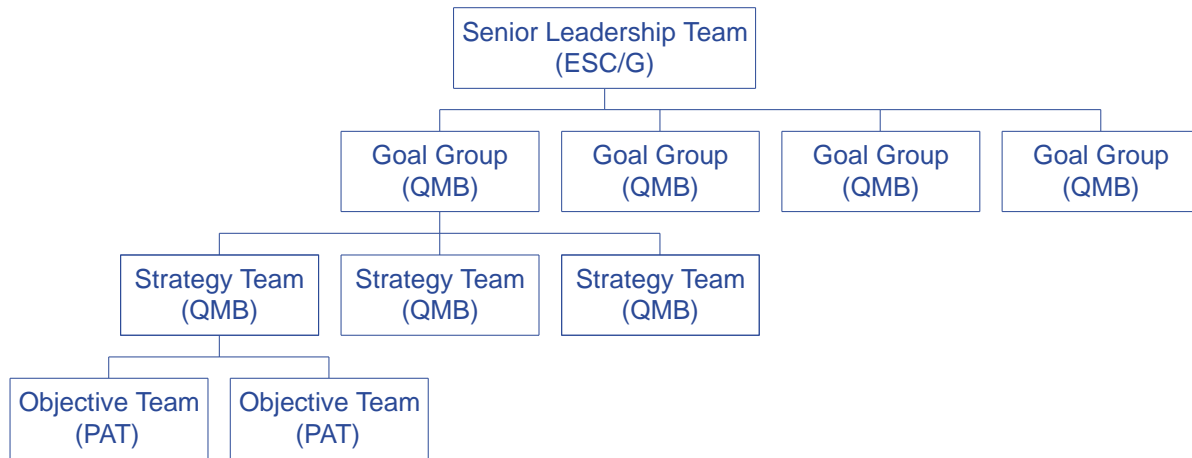 Senior Leadership Team
(ESC/G)
Goal Group
(QMB)
Goal Group
(QMB)
Goal Group
(QMB)
Goal Group
(QMB)
Strategy Team
(QMB)
Strategy Team
(QMB)
Strategy Team
(QMB)
Objective Team
(PAT)
Objective Team
(PAT)